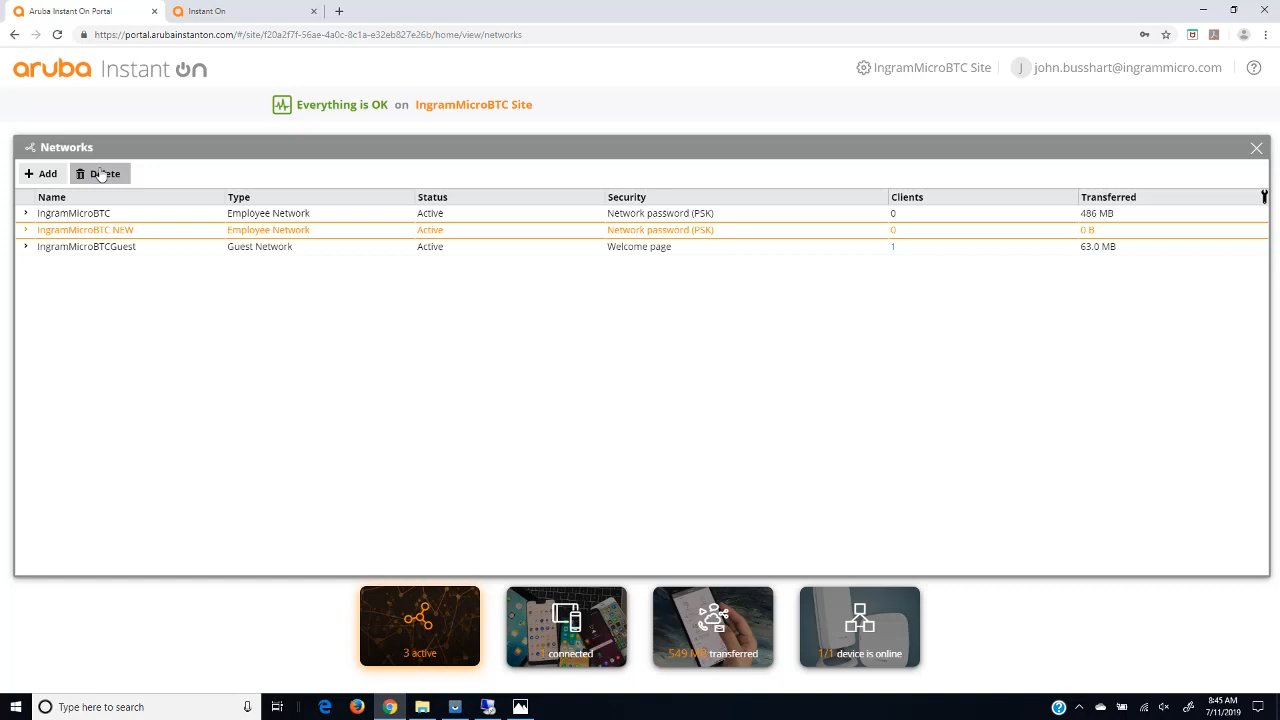 Aruba Instant On Portal
Instant On
https://portal.arubainstanton.com/#/site/f20a2f7f-56ae-4a0c-8c1a-e32eb827e26b/home/view/networks
aruba Instant On
IngramMicroBTC Site
J john.busshart@ingrammicro.com
Everything is OK on IngramMicroBTC Site
Networks
Add Delete
Name Type Status Security Clients Transferred
IngramMicroBTC Employee Network Active Network password (PSK) 0 486 MB
IngramMicroBTC NEW Employee Network Active Network password (PSK) 0 0 B
IngramMicroBTCGuest Guest Network Active Welcome page 1 63.0 MB
3 active
1 connected
549 MB transferred
1/1 device is online
Type here to search
8:45 AM
7/11/2019